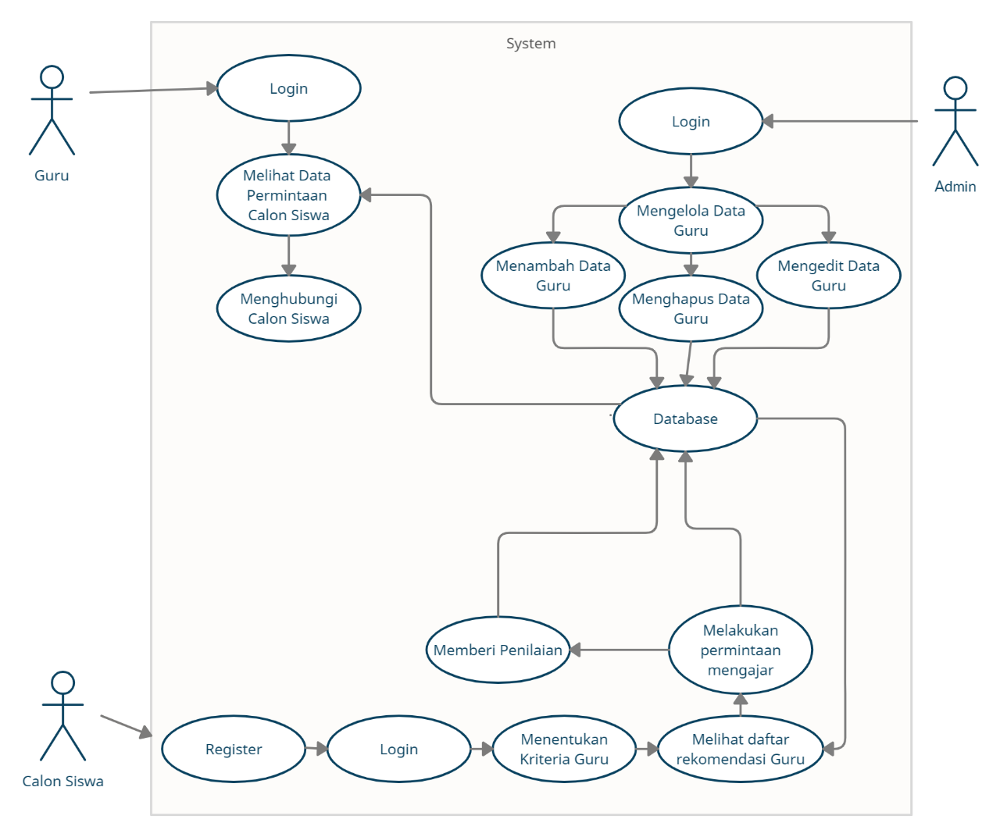 System
Login
Guru
Melihat Data
Permintaan
Calon Siswa
Menghubungi
Calon Siswa
Login
Admin
Mengelola Data
Guru
Menambah Data
Guru
Menghapus Data
Guru
Mengedit Data
Guru
Database
Memberi Penilaian
Melakukan
permintaan
mengajar
Calon Siswa
Register
Login
Menentukan
Kriteria Guru
Melihat daftar
rekomendasi Guru